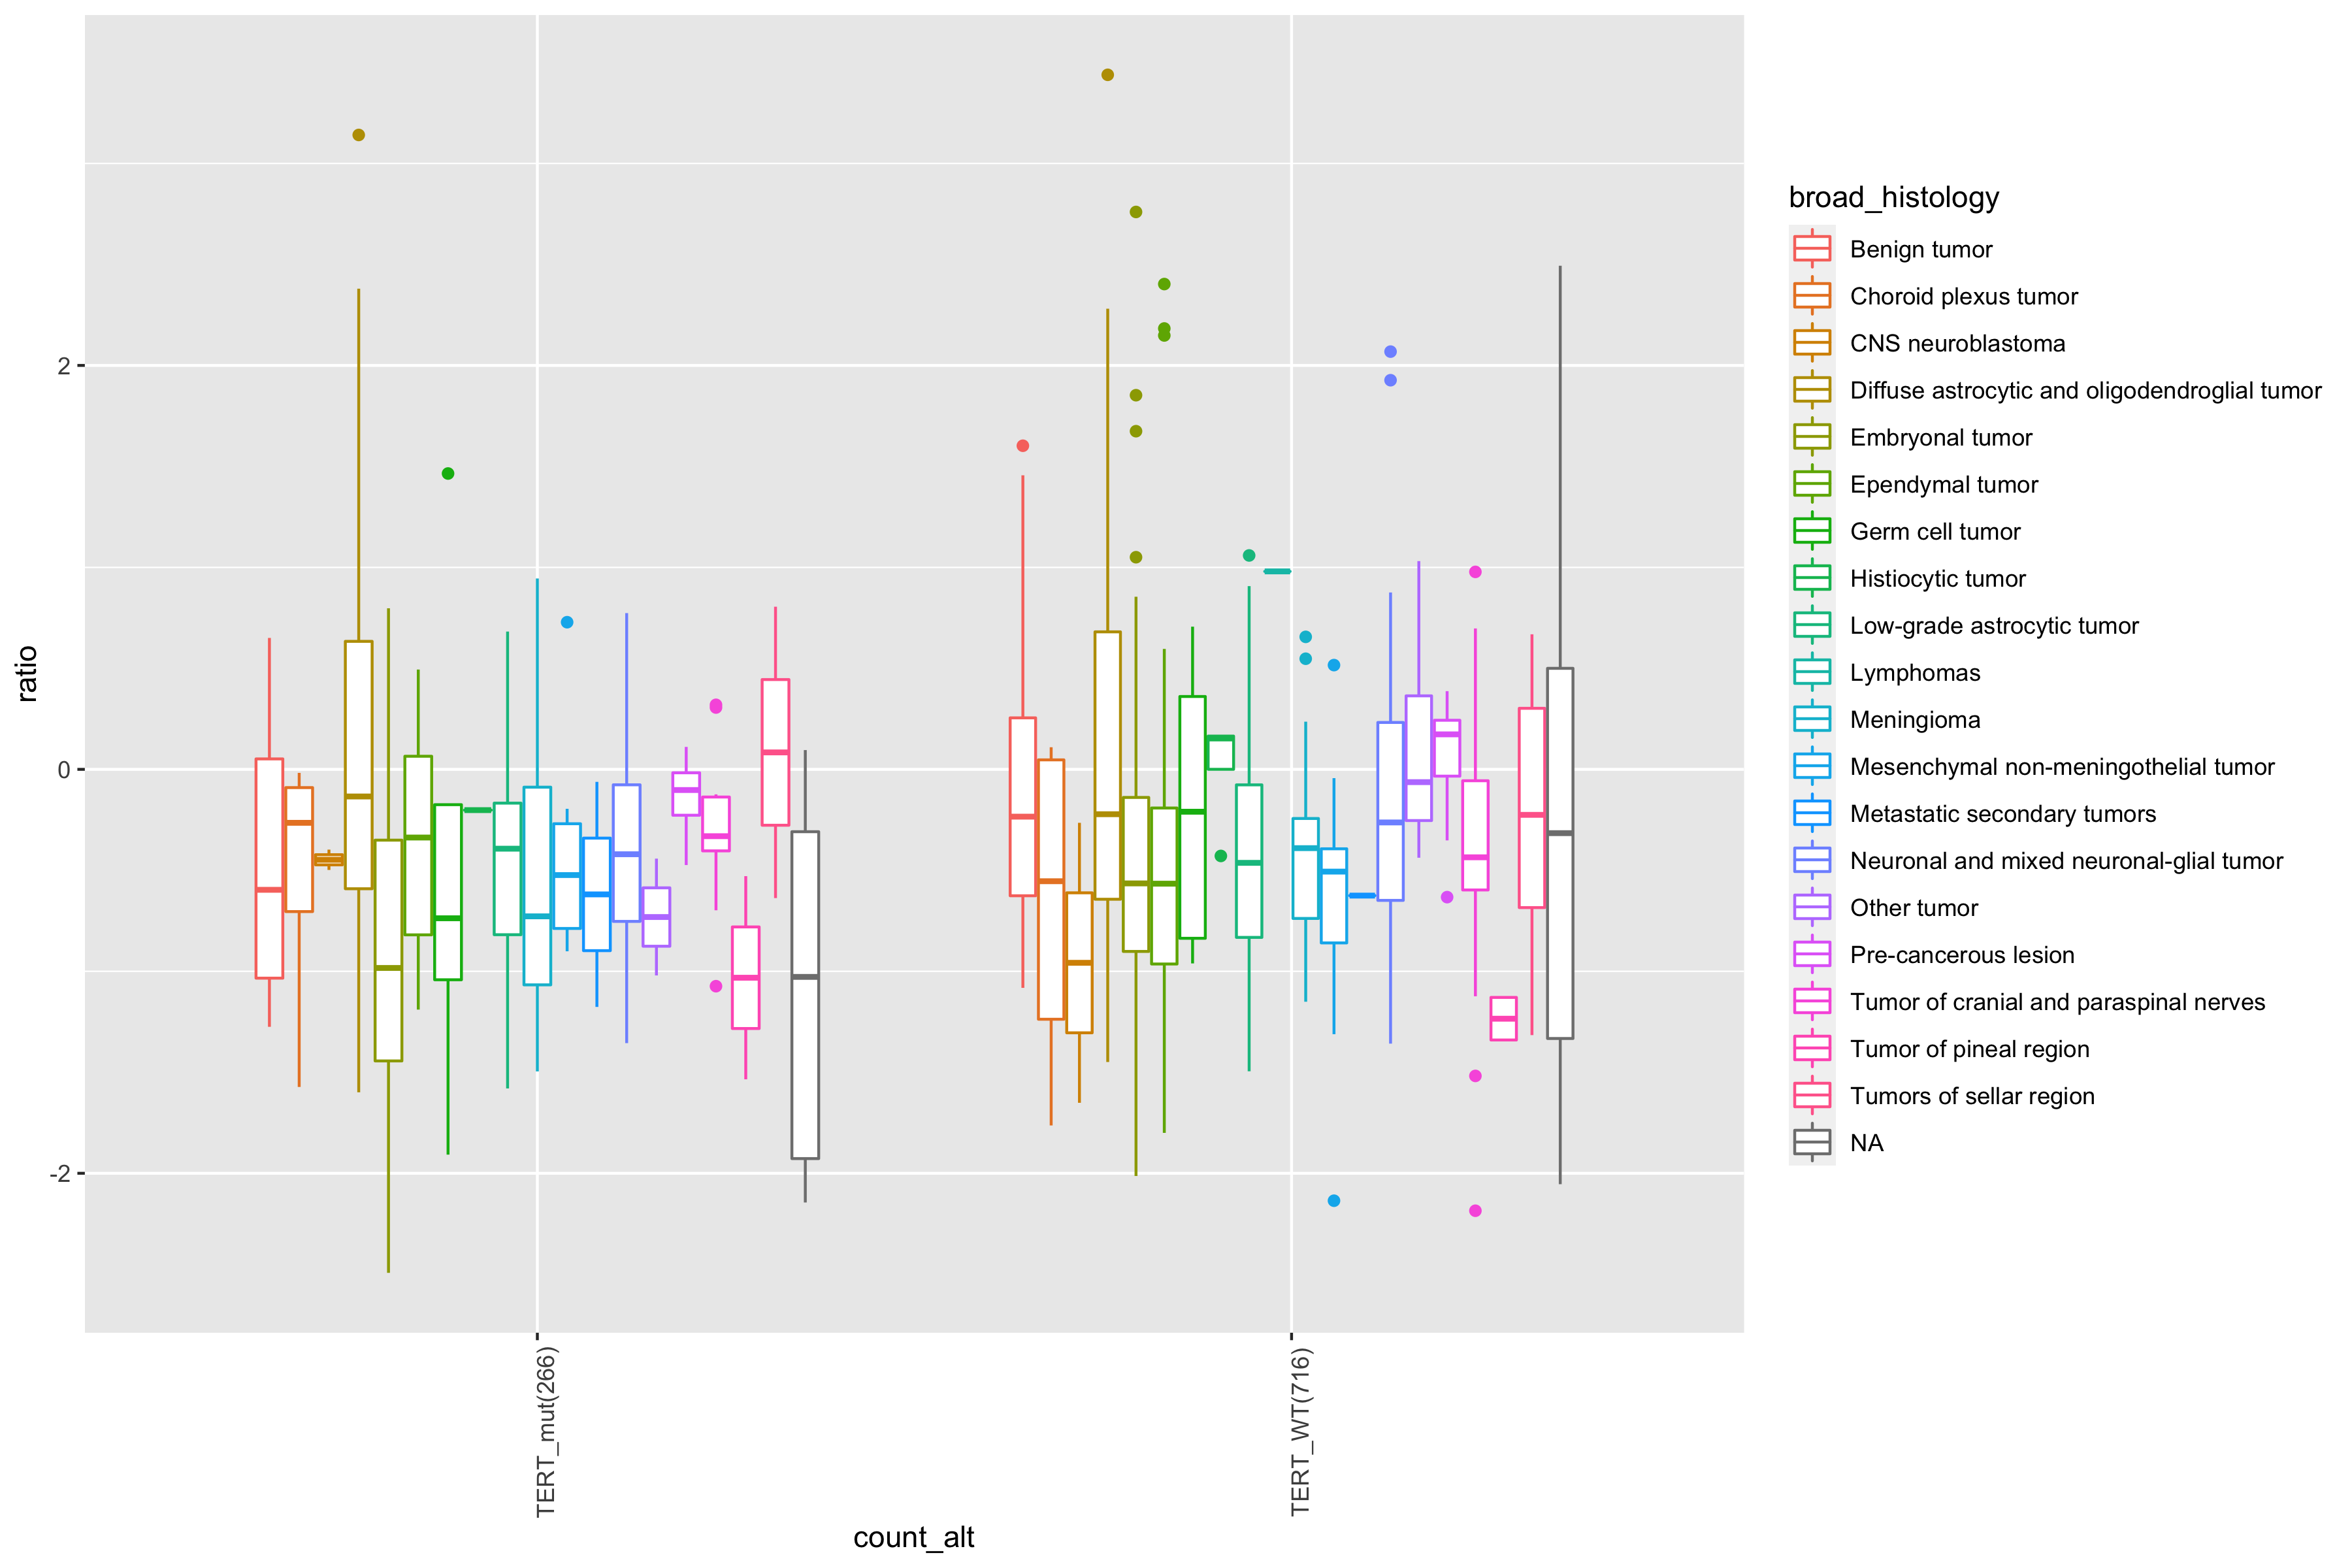 ratio
2
0
-2
TERT_mut(266)
TERT_WT(716)
count_alt
broad_histology
Benign tumor
Choroid plexus tumor
CNS neuroblastoma
Diffuse astrocytic and oligodendroglial tumor
Embryonal tumor
Ependymal tumor
Germ cell tumor
Histiocytic tumor
Low-grade astrocytic tumor
Lymphomas
Meningioma
Mesenchymal non-meningothelial tumor
Metastatic secondary tumors
Neuronal and mixed neuronal-glial tumor
Other tumor
Pre-cancerous lesion
Tumor of cranial and paraspinal nerves
Tumor of pineal region
Tumors of sellar region
NA